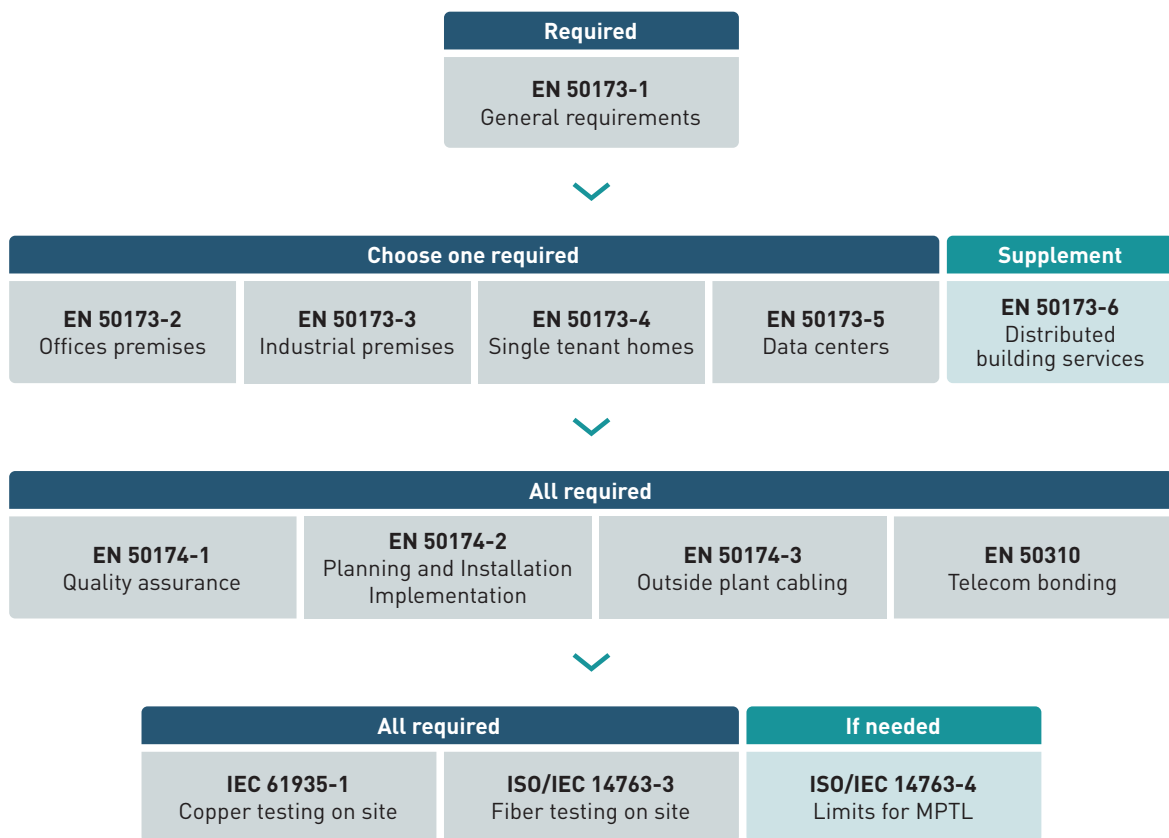 Required
EN 50173-1
General requirements
Choose one required
Supplement
EN 50173-2
Offices premises
EN 50173-3
Industrial premises
EN 50173-4
Single tenant homes
EN 50173-5
Data centers
EN 50173-6
Distributed
building services
All required
EN 50174-1
Quality assurance
EN 50174-2
Planning and Installation
Implementation
EN 50174-3
Outside plant cabling
EN 50310
Telecom bonding
All required
If needed
IEC 61935-1
Copper testing on site
ISO/IEC 14763-3
Fiber testing on site
ISO/IEC 14763-4
Limits for MPTL